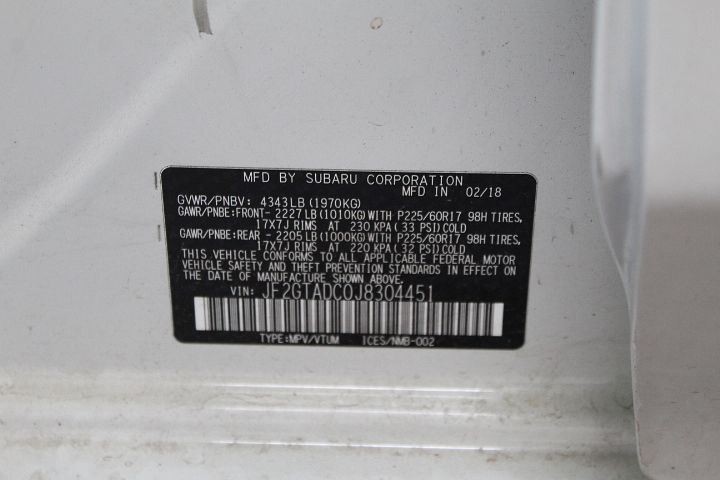 MFD BY SUBARU CORPORATION
MFD IN 02/18
GVWR/PNBV: 4343LB(1970KG)
GAWR/PNBE:FRONT- 2227LB(1010KG)WITH P225/60R17 98H TIRES,
17X7J RIMS AT 230 KPA(33 PSI)COLD
GAWR/PNBE:REAR - 2205LB(1000KG)WITH P225/60R17 98H TIRES,
17X7J RIMS AT 220 KPA(32 PSI)COLD
THIS VEHICLE CONFORMS TO ALL APPLICABLE FEDERAL MOTOR
VEHICLE SAFETY AND THEFT PREVENTION STANDARDS IN EFFECT ON
THE DATE OF MANUFACTURE SHOWN ABOVE.
VIN: JF2GTADC0J8304451
TYPE:MPV/VTUM ICES/NMB-002